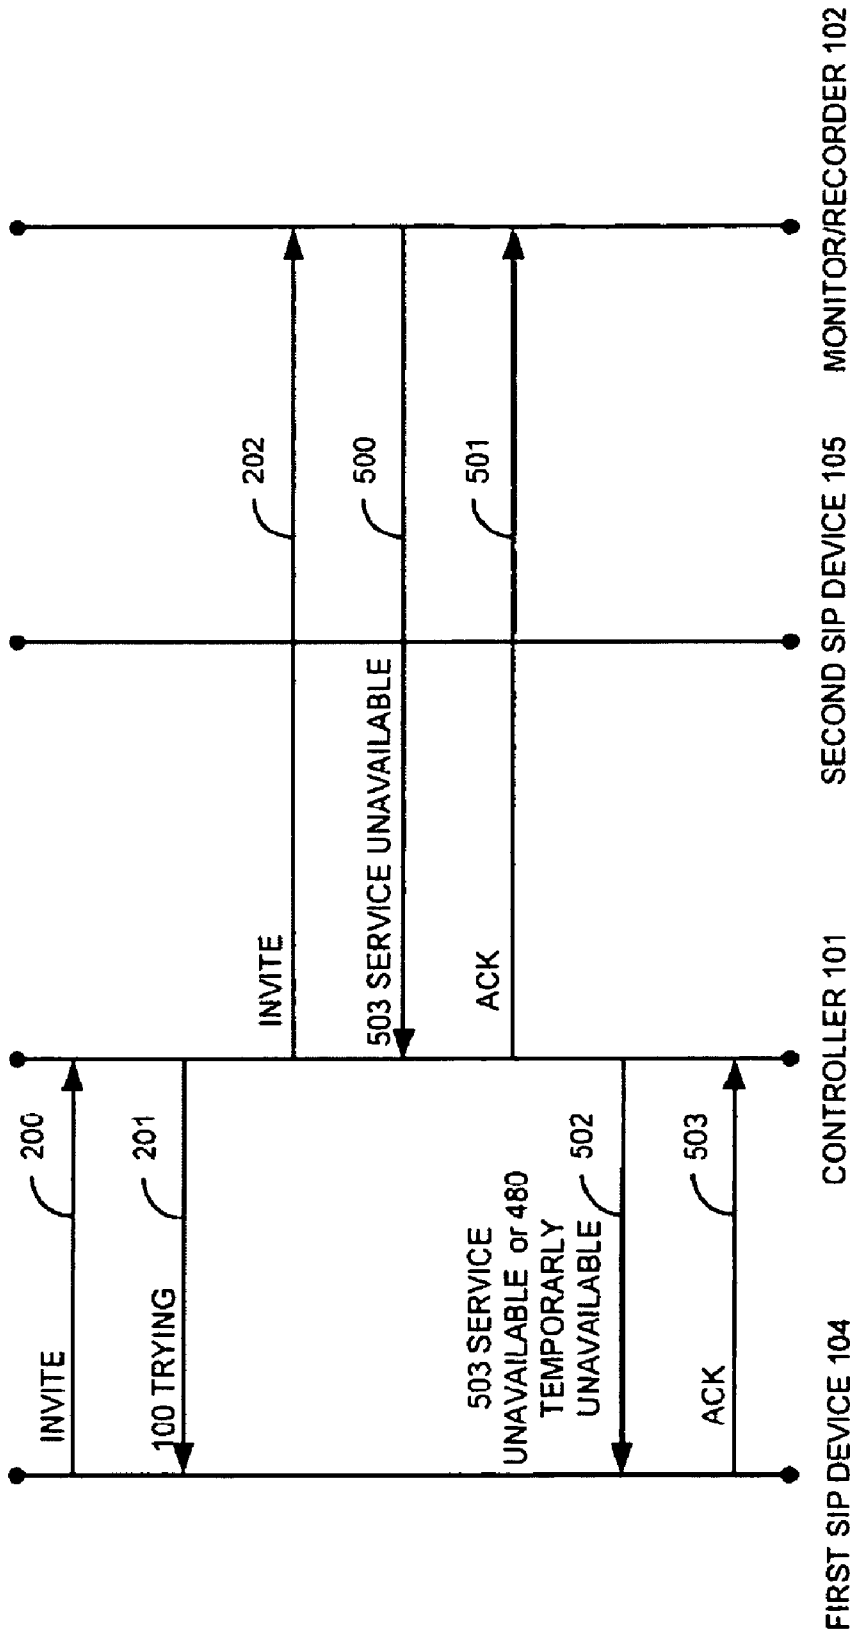 INVITE
200
100 TRYING
201
INVITE
202
503 SERVICE UNAVAILABLE
500
ACK
501
503 SERVICE
UNAVAILABLE or 480
TEMPORARLY
UNAVAILABLE
502
ACK
503
FIRST SIP DEVICE 104
CONTROLLER 101
SECOND SIP DEVICE 105
MONITOR/RECORDER 102